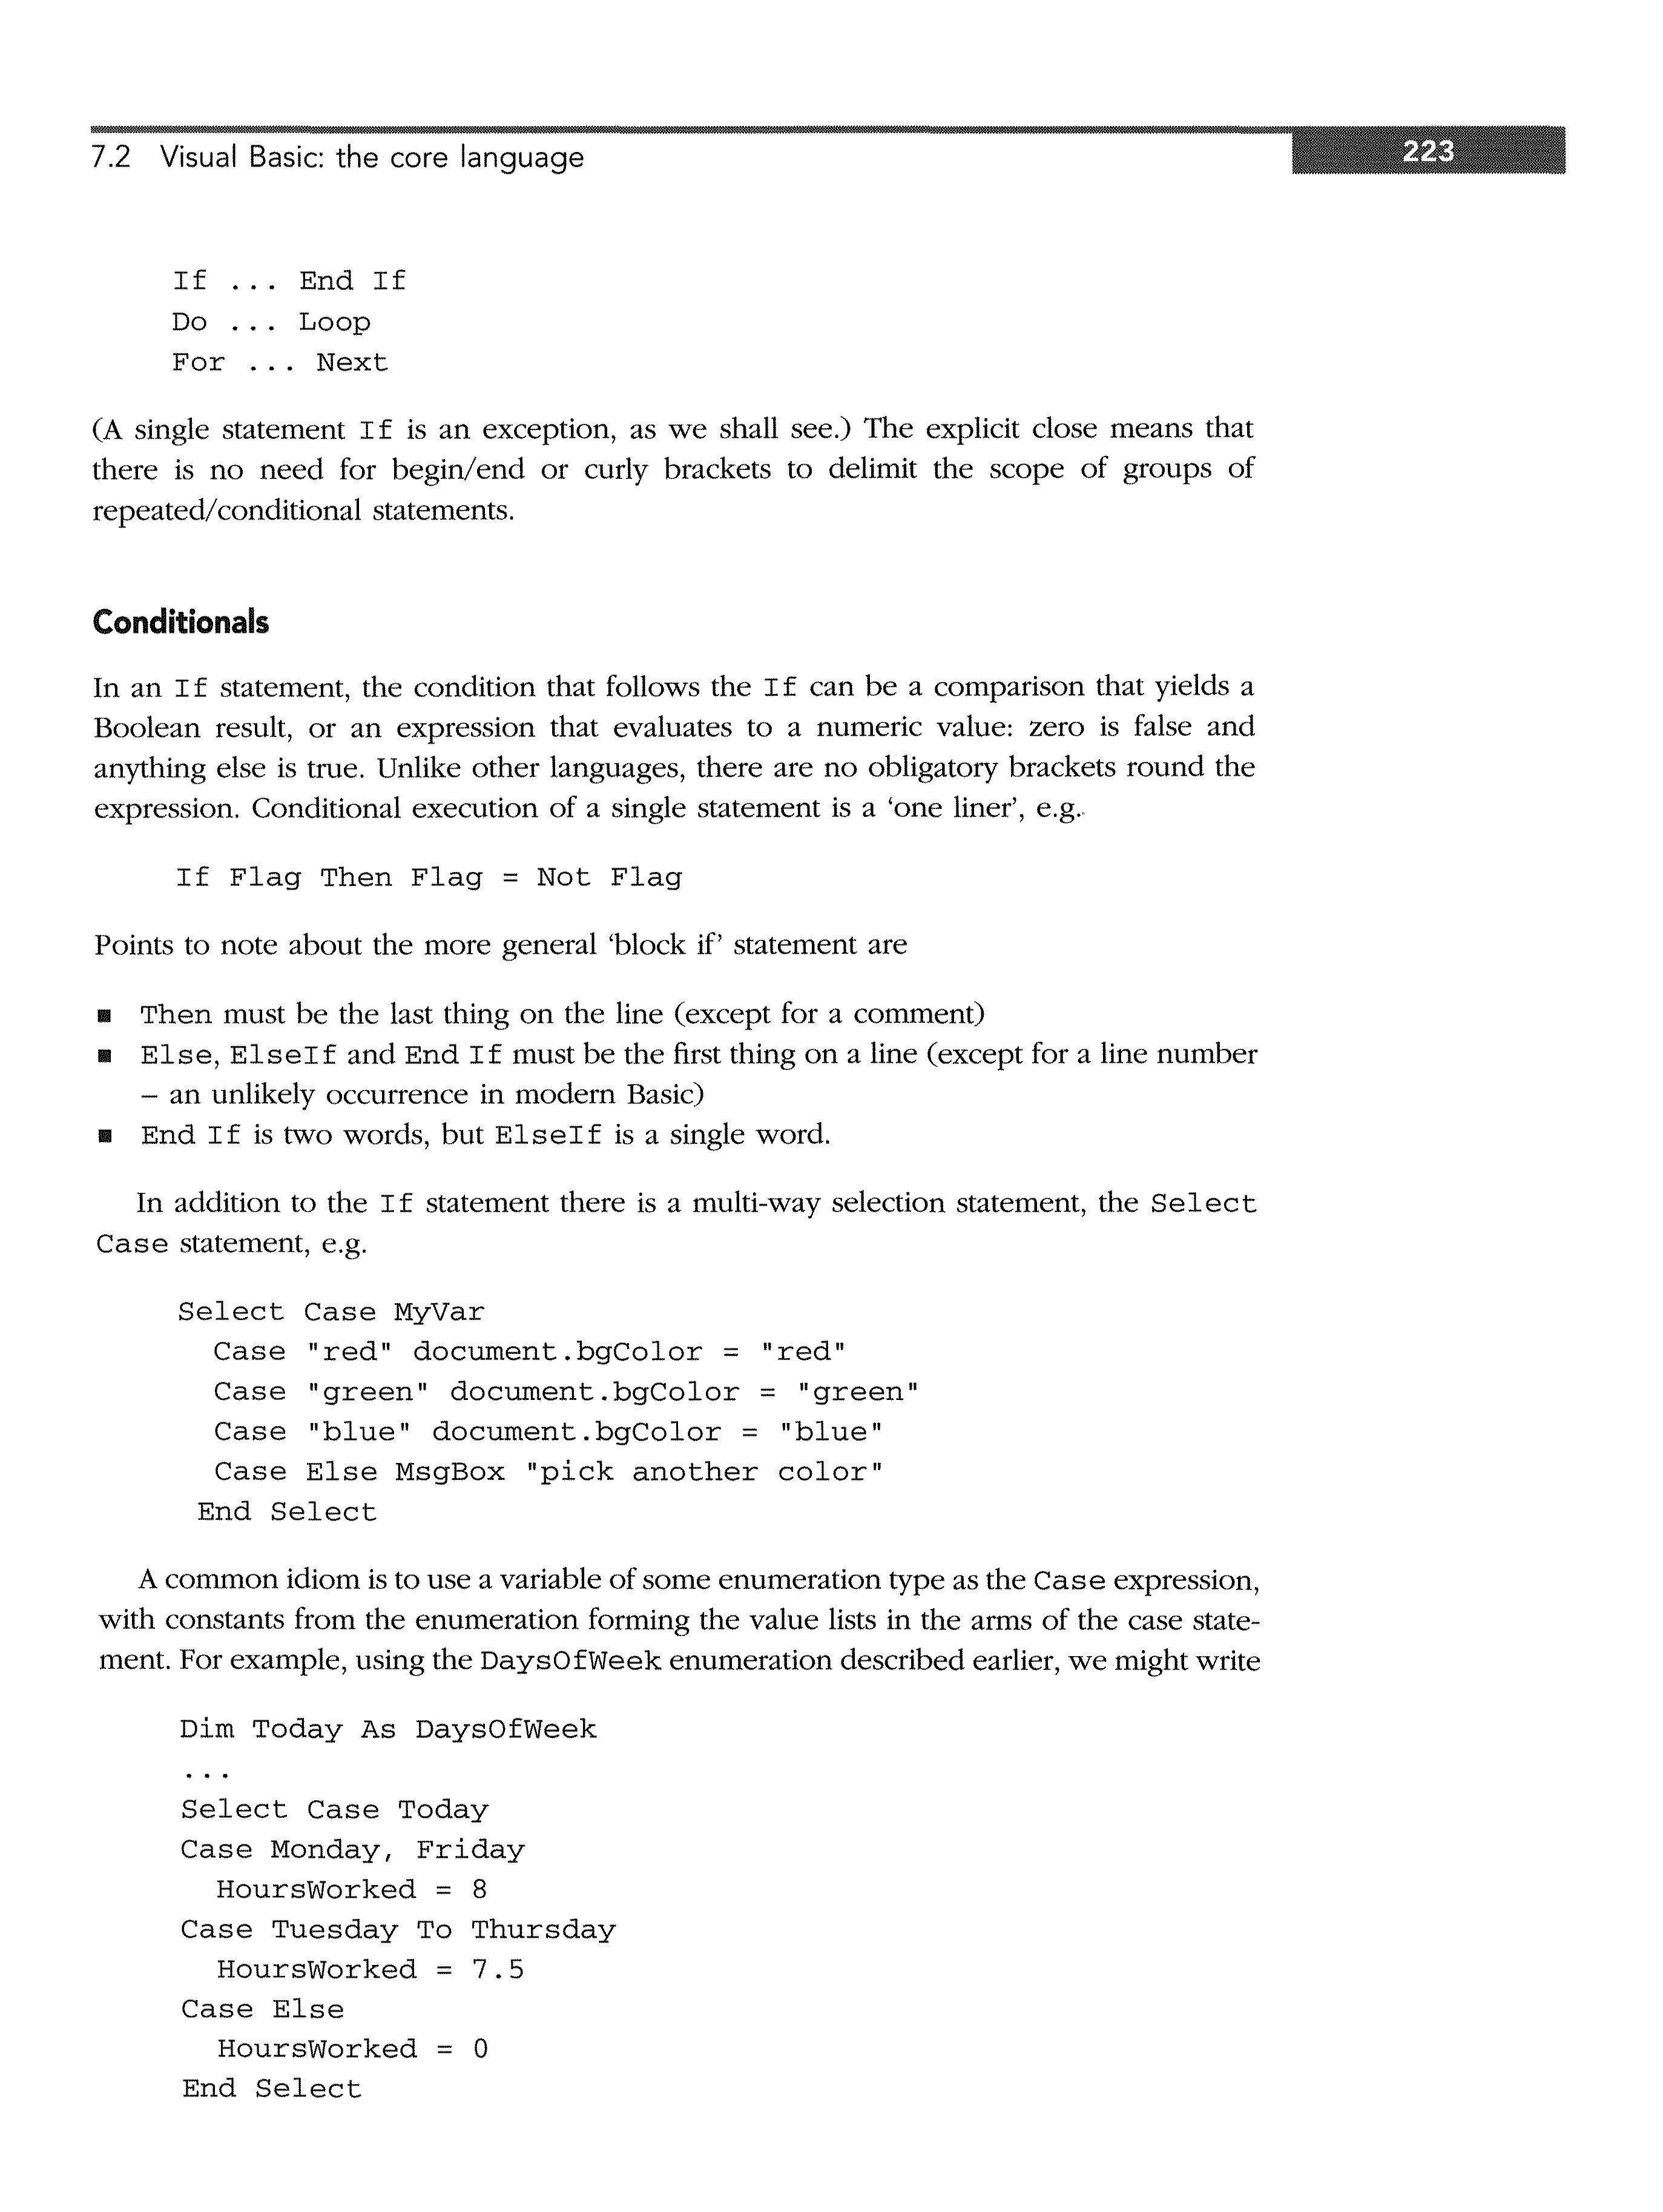 7.2 Visual Basic: the core language
223
If ... End If
Do ... Loop
For ... Next
(A single statement If is an exception, as we shall see.) The explicit close means that
there is no need for begin/end or curly brackets to delimit the scope of groups of
repeated/conditional statements.
Conditionals
In an If statement, the condition that follows the If can be a comparison that yields a
Boolean result, or an expression that evaluates to a numeric value: zero is false and
anything else is true. Unlike other languages, there are no obligatory brackets round the
expression. Conditional execution of a single statement is a ‘one liner’, e.g.
If Flag Then Flag = Not Flag
Points to note about the more general ‘block if’ statement are
■ Then must be the last thing on the line (except for a comment)
■ Else, ElseIf and End If must be the first thing on a line (except for a line number
– an unlikely occurrence in modern Basic)
■ End If is two words, but ElseIf is a single word.
In addition to the If statement there is a multi-way selection statement, the Select
Case statement, e.g.
Select Case MyVar
Case "red" document.bgColor = "red"
Case "green" document.bgColor = "green"
Case "blue" document.bgColor = "blue"
Case Else MsgBox "pick another color"
End Select
A common idiom is to use a variable of some enumeration type as the Case expression,
with constants from the enumeration forming the value lists in the arms of the case state-
ment. For example, using the DaysOfWeek enumeration described earlier, we might write
Dim Today As DaysOfWeek
...
Select Case Today
Case Monday, Friday
HoursWorked = 8
Case Tuesday To Thursday
HoursWorked = 7.5
Case Else
HoursWorked = 0
End Select